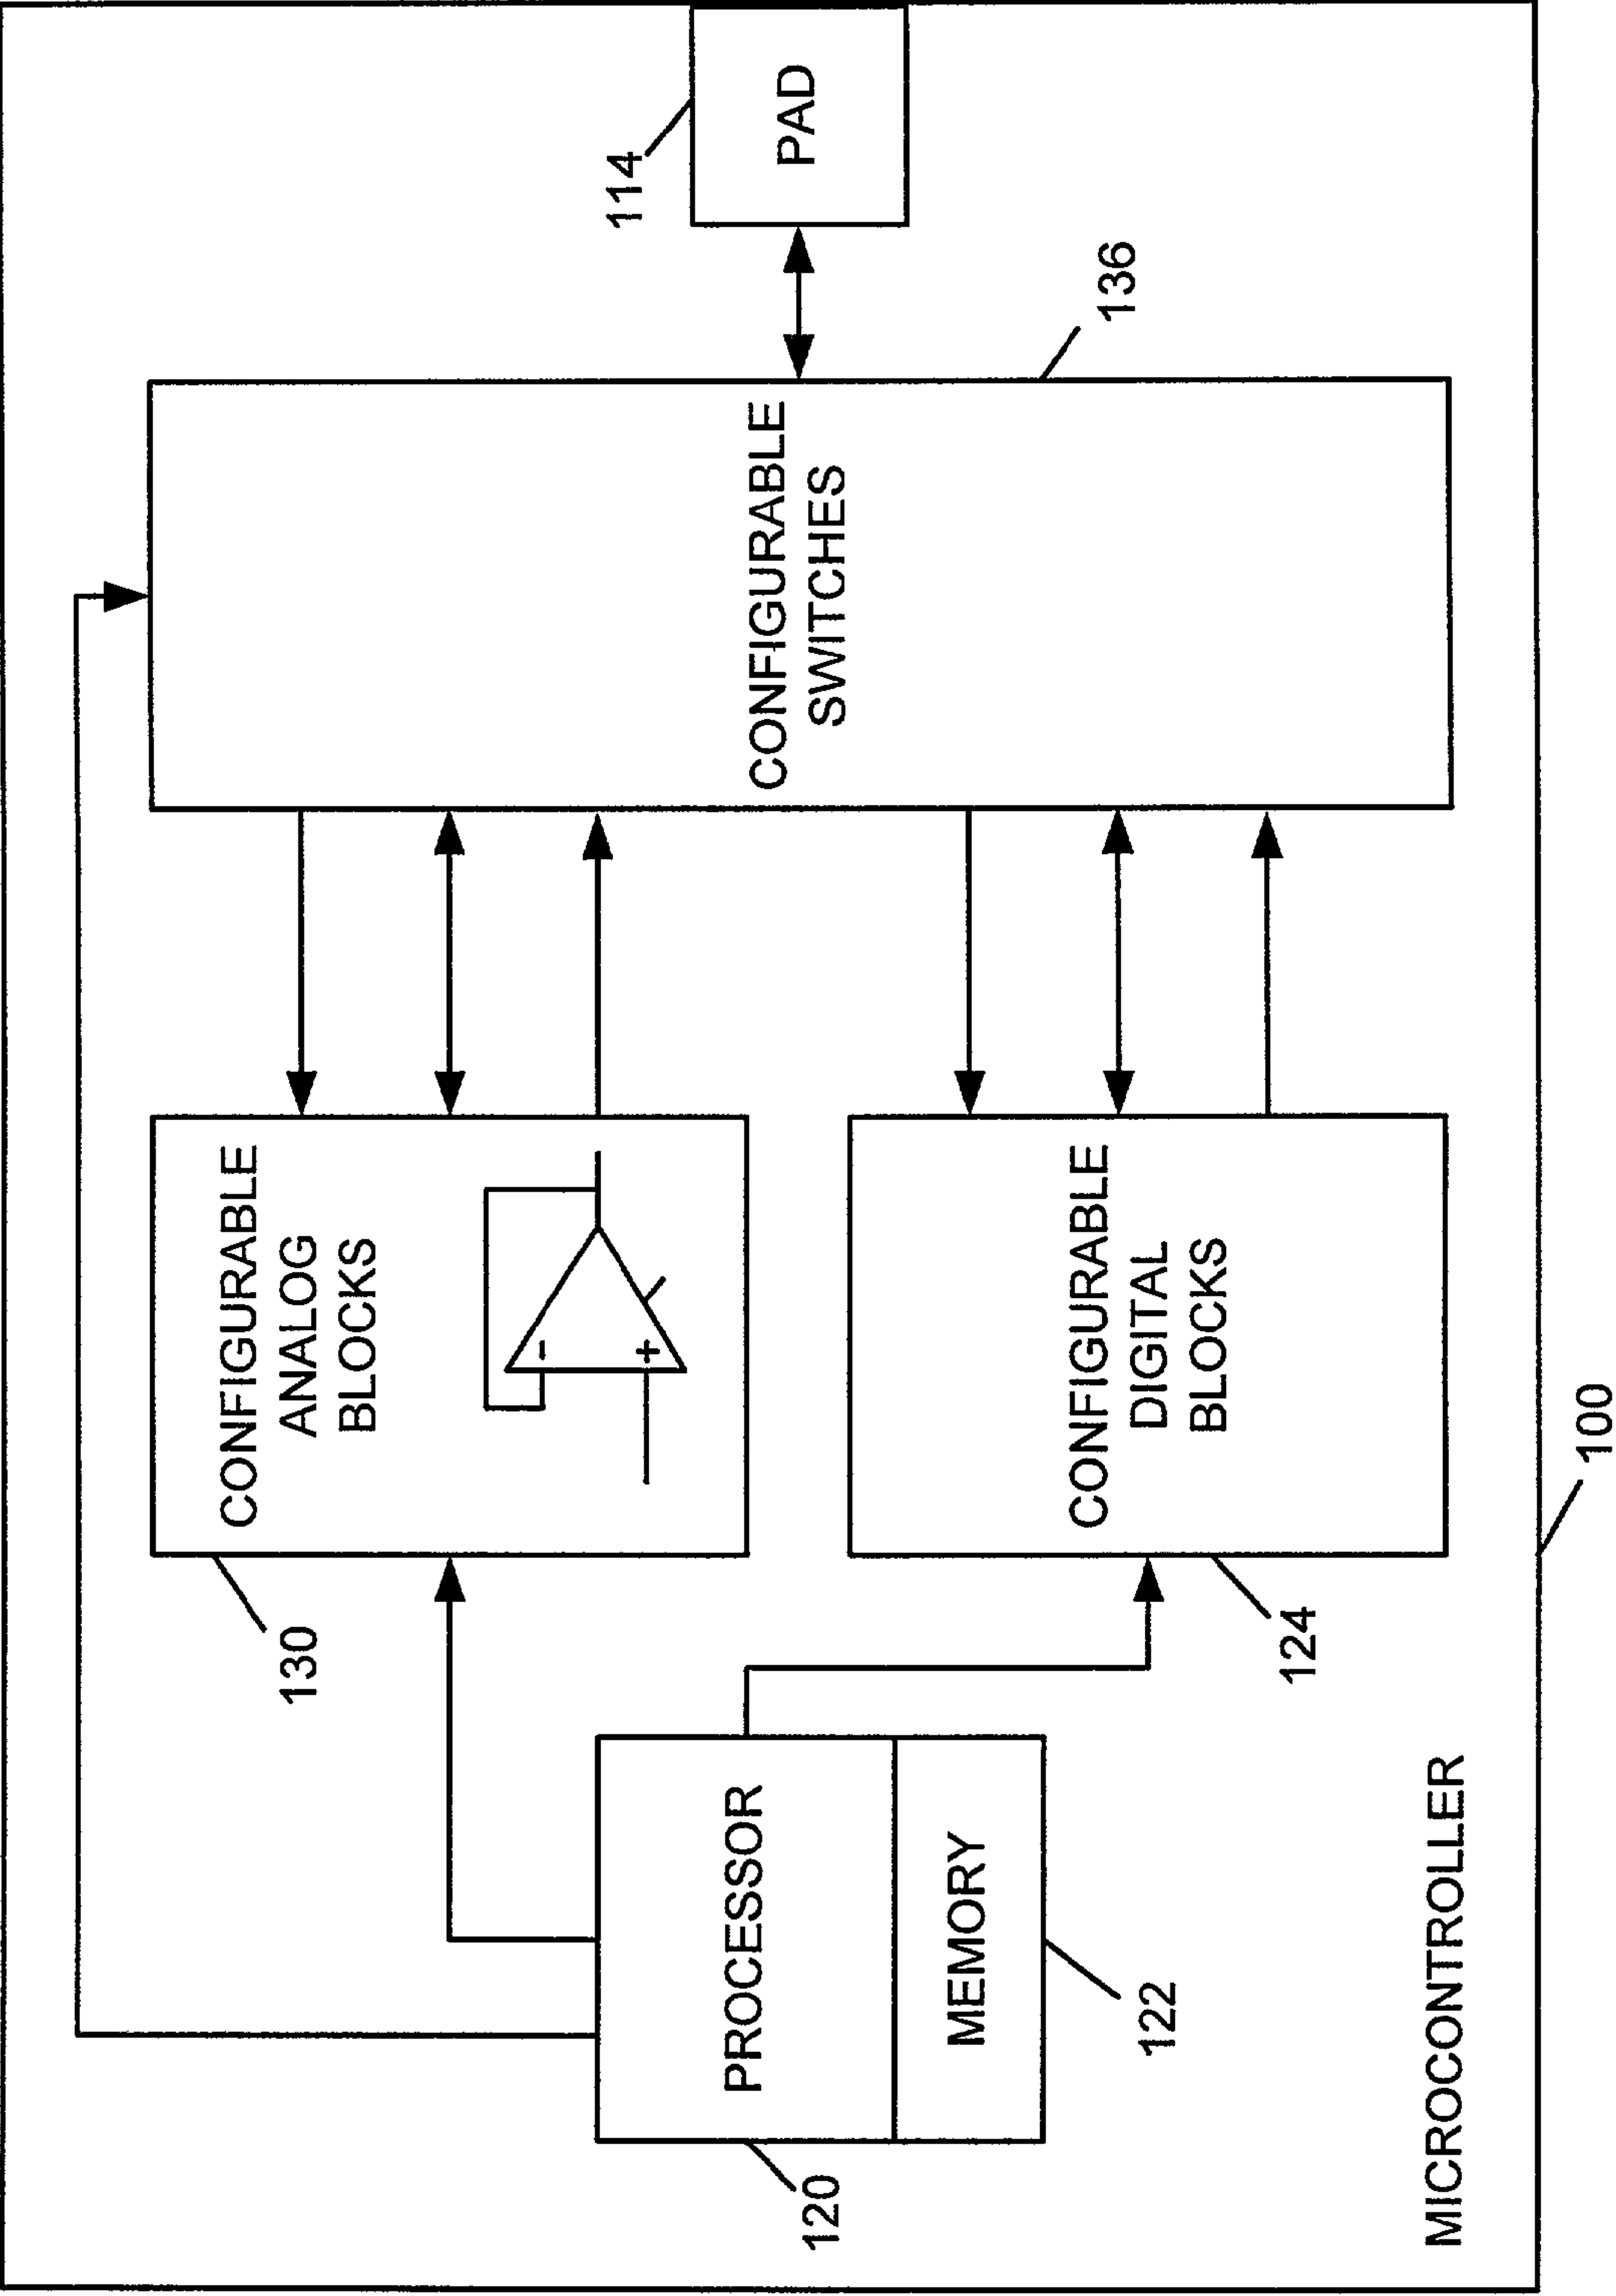 130
CONFIGURABLE
ANALOG
BLOCKS
-
+
CONFIGURABLE
SWITCHES
114
PAD
136
120
PROCESSOR
MEMORY
122
CONFIGURABLE
DIGITAL
BLOCKS
124
MICROCONTROLLER
100